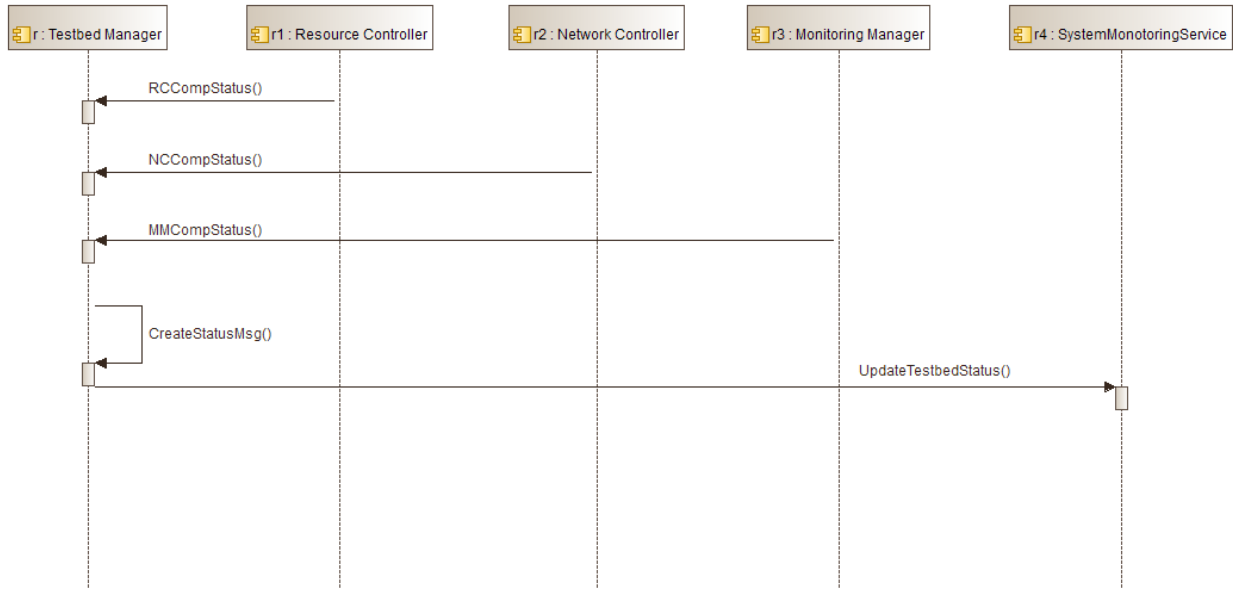 r : Testbed Manager
r1 : Resource Controller
r2 : Network Controller
r3 : Monitoring Manager
r4 : SystemMonotoringService
RCCompStatus()
NCCompStatus()
MMCompStatus()
CreateStatusMsg()
UpdateTestbedStatus()